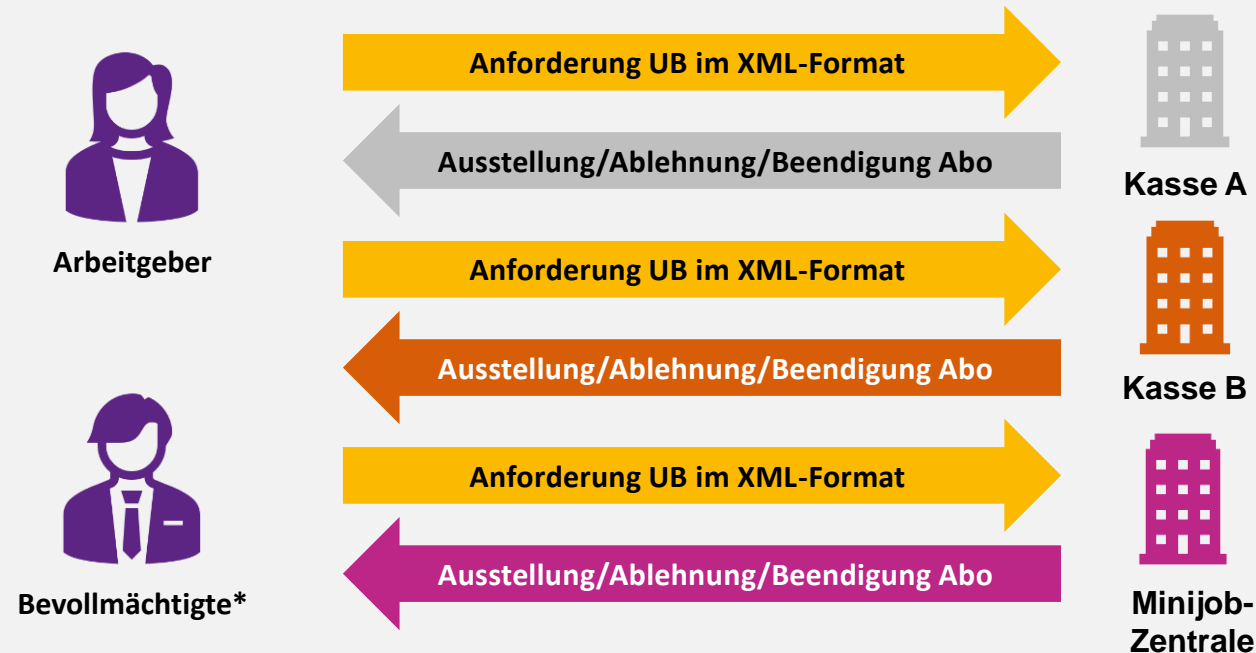 Anforderung UB im XML-Format
Ausstellung/Ablehnung/Beendigung Abo
Kasse A
Arbeitgeber
Anforderung UB im XML-Format
Ausstellung/Ablehnung/Beendigung Abo
Kasse B
Anforderung UB im XML-Format
Ausstellung/Ablehnung/Beendigung Abo
Bevollmächtigte*
Minijob-
Zentrale